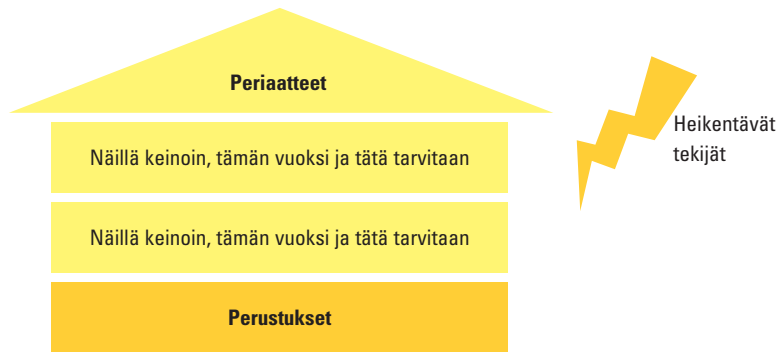 Periaatteet
Näillä keinoin, tämän vuoksi ja tätä tarvitaan
Näillä keinoin, tämän vuoksi ja tätä tarvitaan
Perustukset
Heikentävät
tekijät